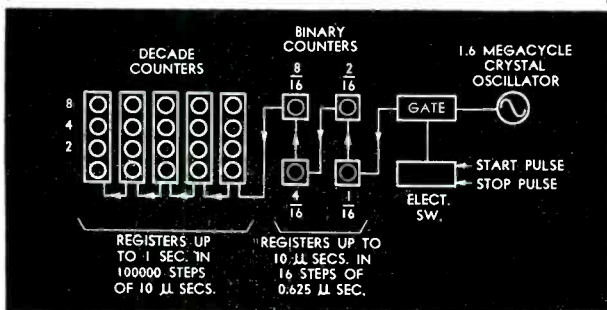 DECADE
COUNTERS
BINARY
COUNTERS
1.6 MEGACYCLE
CRYSTAL
OSCILLATOR
8
4
2
8
16
2
16
4
16
1
16
GATE
START PULSE
STOP PULSE
ELECT.
SW.
REGISTERS UP
TO 1 SEC. IN
100000 STEPS
OF 10 µ SECS.
REGISTERS UP TO
10 µ SECS. IN
16 STEPS OF
0.625 µ SEC.